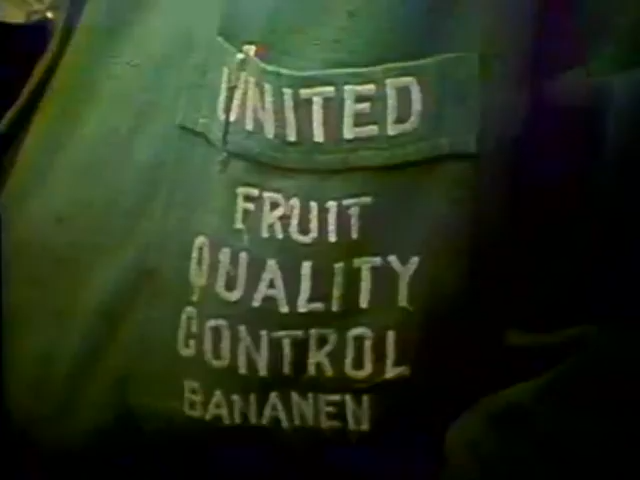 UNITED
FRUIT
QUALITY
CONTROL
BANANEN